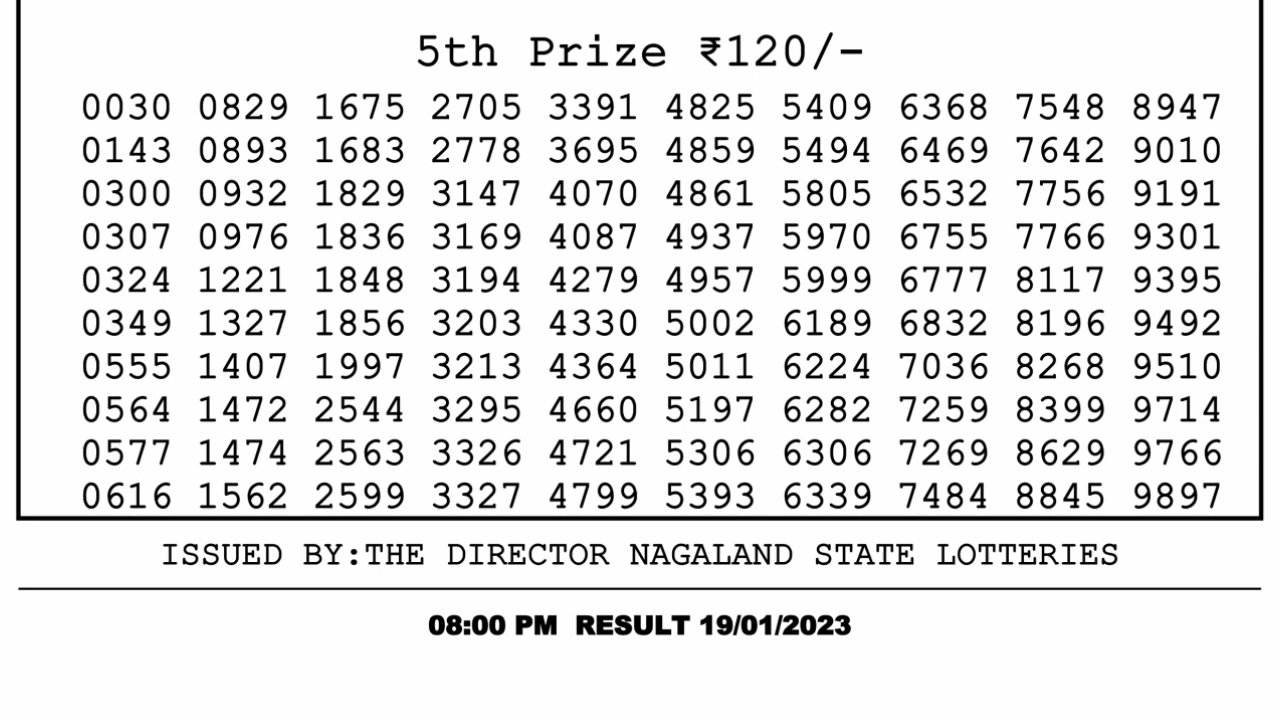 5th Prize ₹120/-
0030 0829 1675 2705 3391 4825 5409 6368 7548 8947
0143 0893 1683 2778 3695 4859 5494 6469 7642 9010
0300 0932 1829 3147 4070 4861 5805 6532 7756 9191
0307 0976 1836 3169 4087 4937 5970 6755 7766 9301
0324 1221 1848 3194 4279 4957 5999 6777 8117 9395
0349 1327 1856 3203 4330 5002 6189 6832 8196 9492
0555 1407 1997 3213 4364 5011 6224 7036 8268 9510
0564 1472 2544 3295 4660 5197 6282 7259 8399 9714
0577 1474 2563 3326 4721 5306 6306 7269 8629 9766
0616 1562 2599 3327 4799 5393 6339 7484 8845 9897
ISSUED BY:THE DIRECTOR NAGALAND STATE LOTTERIES
08:00 PM RESULT 19/01/2023